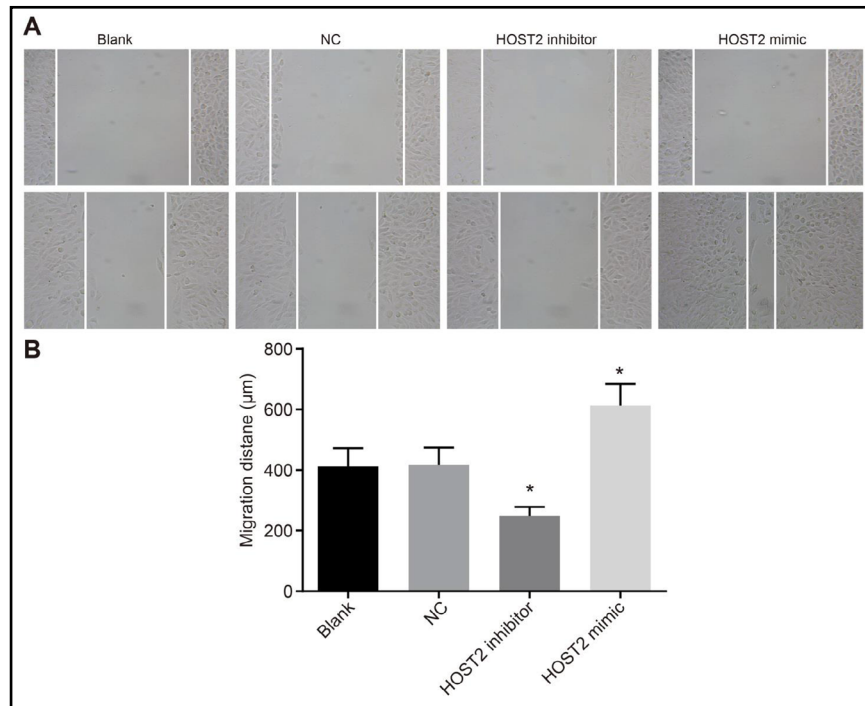 A
Blank NC HOST2 inhibitor HOST2 mimic
B
800
600
400
200
0
Migration distane (μm)
*
*
Blank NC HOST2 inhibitor HOST2 mimic